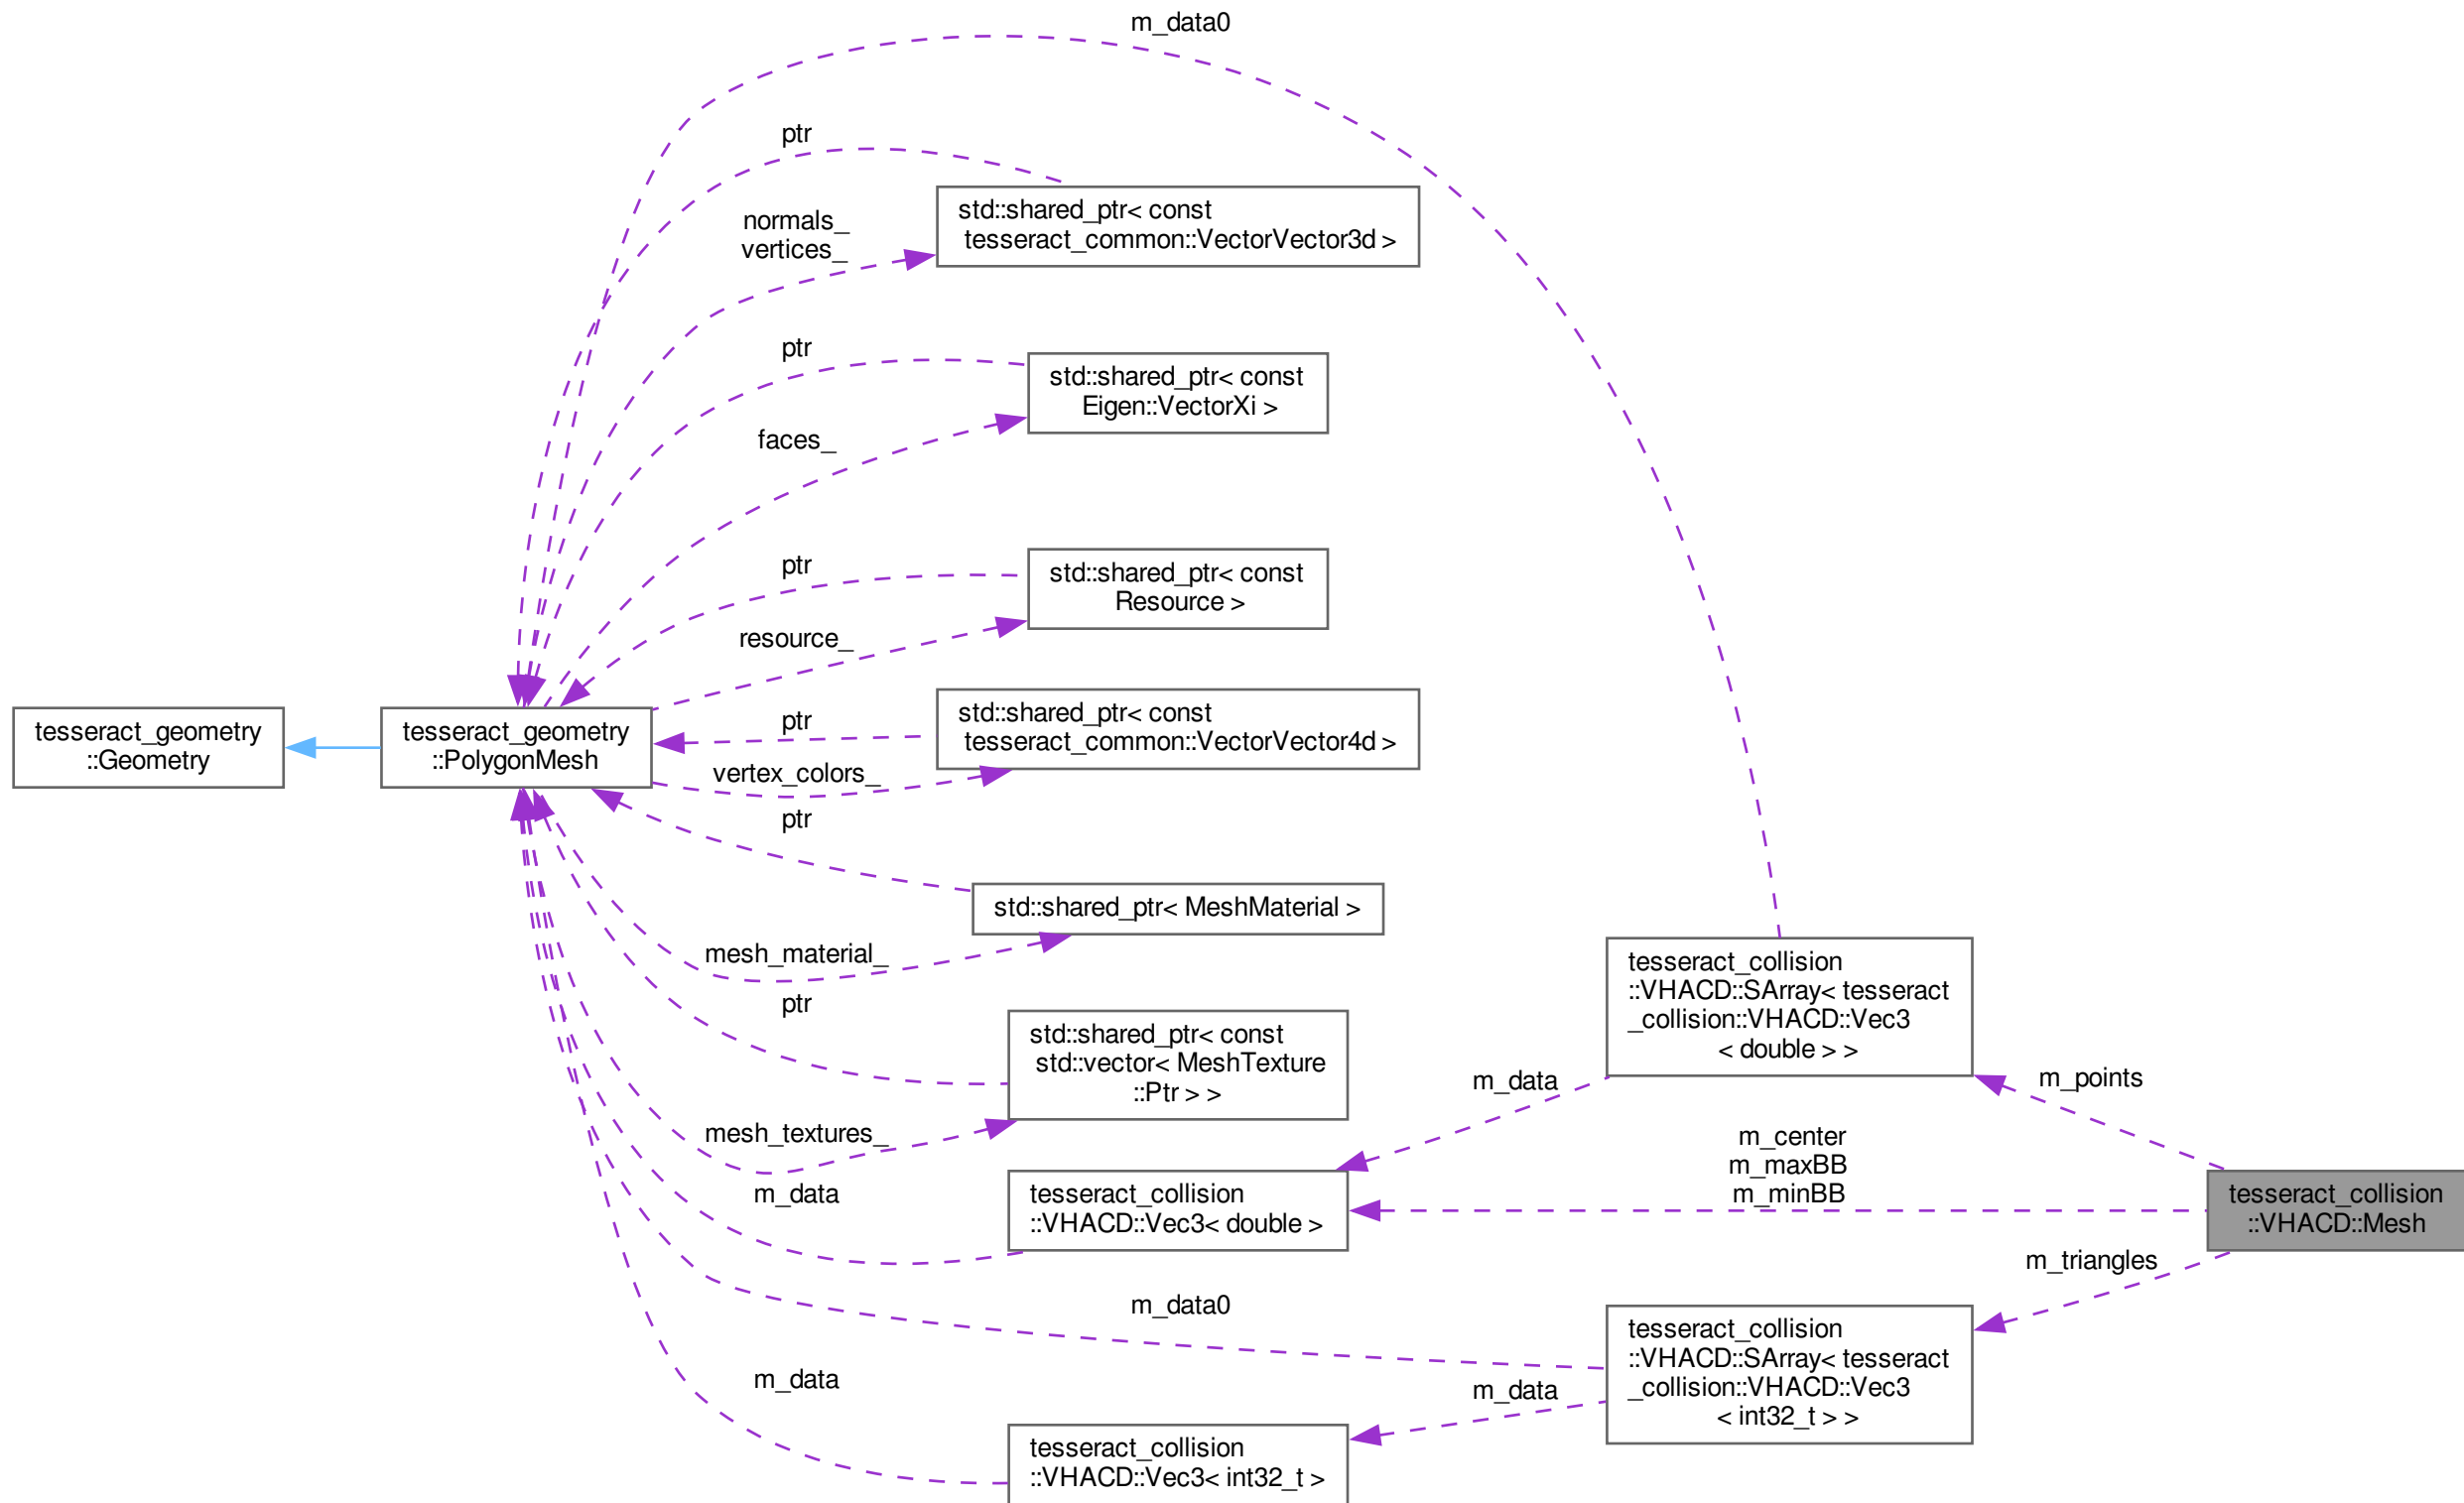 m_data0
ptr
std::shared_ptr< const
tesseract_common::VectorVector3d >
normals_
vertices_
ptr
std::shared_ptr< const
Eigen::VectorXi >
faces_
ptr
std::shared_ptr< const
Resource >
resource_
std::shared_ptr< const
tesseract_common::VectorVector4d >
ptr
tesseract_geometry
::Geometry
tesseract_geometry
::PolygonMesh
vertex_colors_
ptr
std::shared_ptr< MeshMaterial >
mesh_material_
tesseract_collision
::VHACD::SArray< tesseract
_collision::VHACD::Vec3
< double > >
ptr
std::shared_ptr< const
std::vector< MeshTexture
::Ptr > >
m_data
m_points
mesh_textures_
m_center
m_maxBB
m_minBB
m_data
tesseract_collision
::VHACD::Vec3< double >
tesseract_collision
::VHACD::Mesh
m_triangles
m_data0
tesseract_collision
::VHACD::SArray< tesseract
_collision::VHACD::Vec3
< int32_t > >
m_data
m_data
tesseract_collision
::VHACD::Vec3< int32_t >